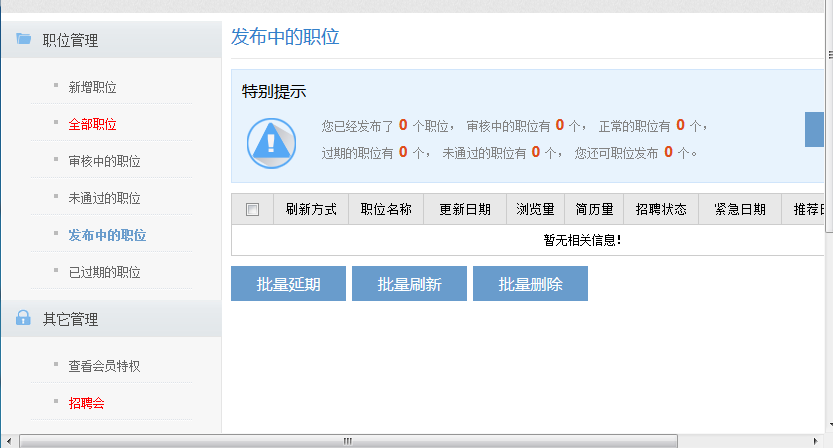 职位管理
新增职位
全部职位
审核中的职位
未通过的职位
发布中的职位
已过期的职位
其它管理
查看会员特权
招聘会
发布中的职位
特别提示
您已经发布了 0 个职位， 审核中的职位有 0 个， 正常的职位有 0 个，
过期的职位有 0 个， 未通过的职位有 0 个， 您还可职位发布 0 个。
刷新方式 职位名称 更新日期 浏览量 简历量 招聘状态 紧急日期 推荐日
暂无相关信息！
批量延期 批量刷新 批量删除